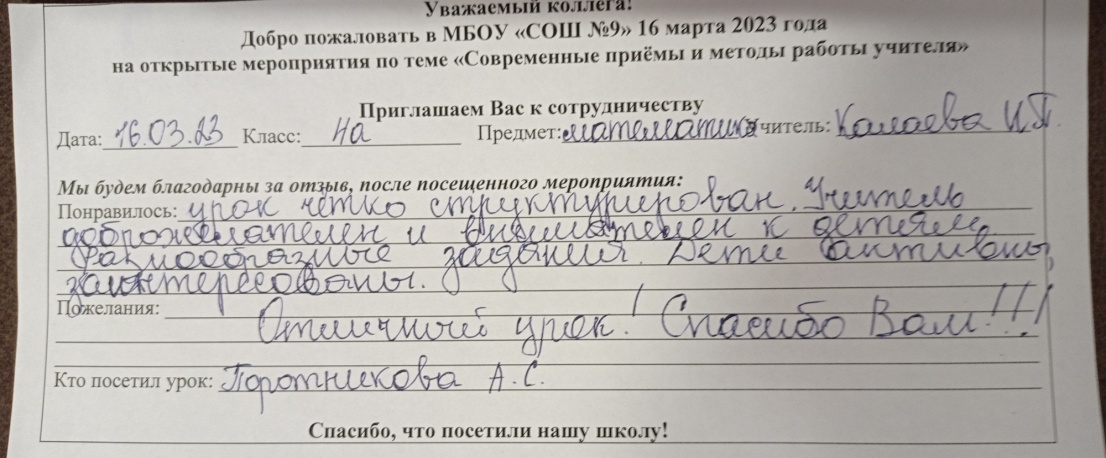 Уважаемый коллега!
Добро пожаловать в МБОУ «СОШ №9» 16 марта 2023 года
на открытые мероприятия по теме «Современные приёмы и методы работы учителя»
Приглашаем Вас к сотрудничеству
Дата: 16.03.23 Класс: 4а Предмет: математика учитель: Калаева И.П.
Мы будем благодарны за отзыв, после посещенного мероприятия:
Понравилось: урок чётко структурирован. Учитель
доброжелателен и внимателен к детям.
Разнообразные задания. Дети активны,
заинтересованы.
Пожелания:
Отличный урок! Спасибо Вам!!!
Кто посетил урок: Поротникова А.С.
Спасибо, что посетили нашу школу!